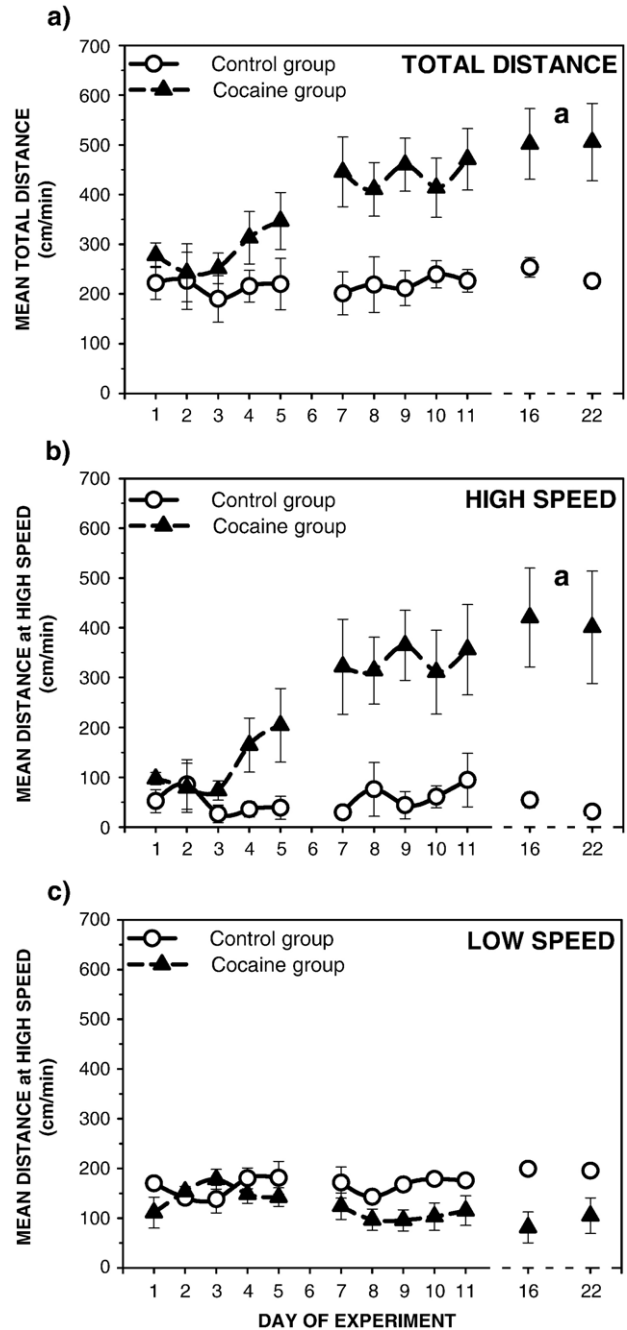 a)
700
600
500
400
300
200
100
0
MEAN TOTAL DISTANCE
(cm/min)
Control group
Cocaine group
TOTAL DISTANCE
a
1 2 3 4 5 6 7 8 9 10 11 16 22
b)
700
600
500
400
300
200
100
0
MEAN DISTANCE at HIGH SPEED
(cm/min)
Control group
Cocaine group
HIGH SPEED
a
1 2 3 4 5 6 7 8 9 10 11 16 22
c)
700
600
500
400
300
200
100
0
MEAN DISTANCE at HIGH SPEED
(cm/min)
Control group
Cocaine group
LOW SPEED
1 2 3 4 5 6 7 8 9 10 11 16 22
DAY OF EXPERIMENT